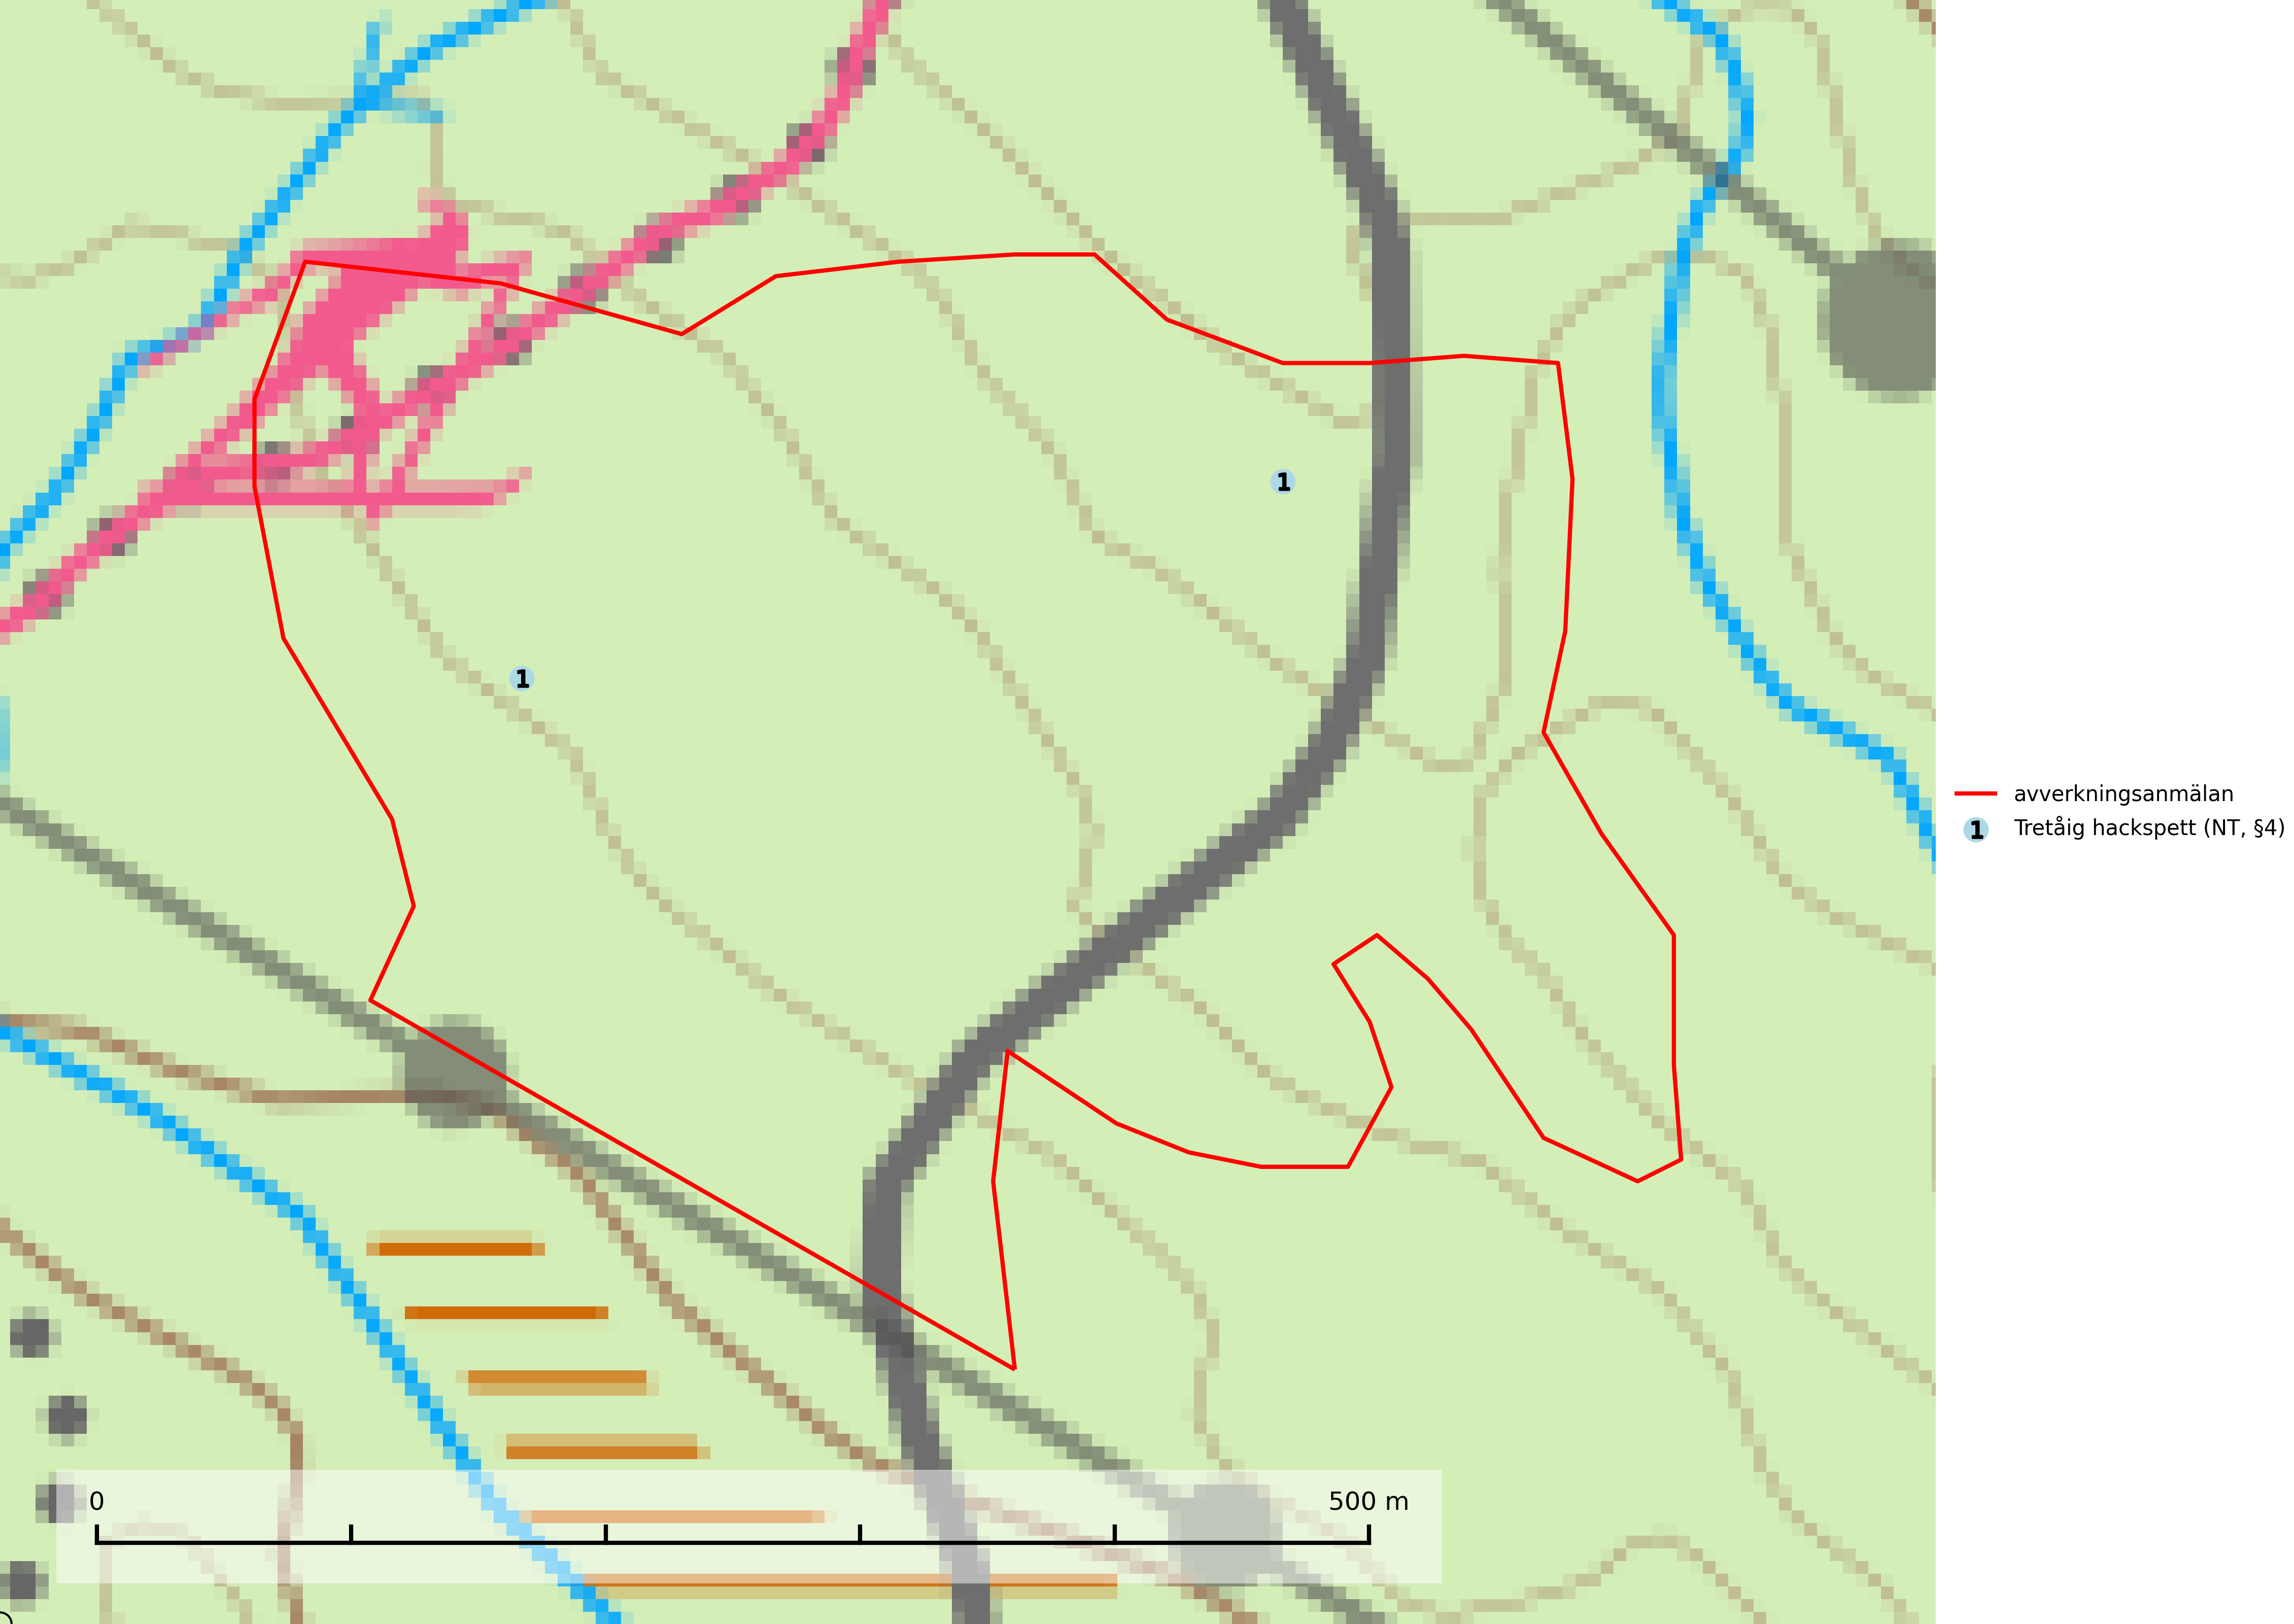 1
1
avverkningsanmälan
1 Tretåig hackspett (NT, §4)
0 500 m